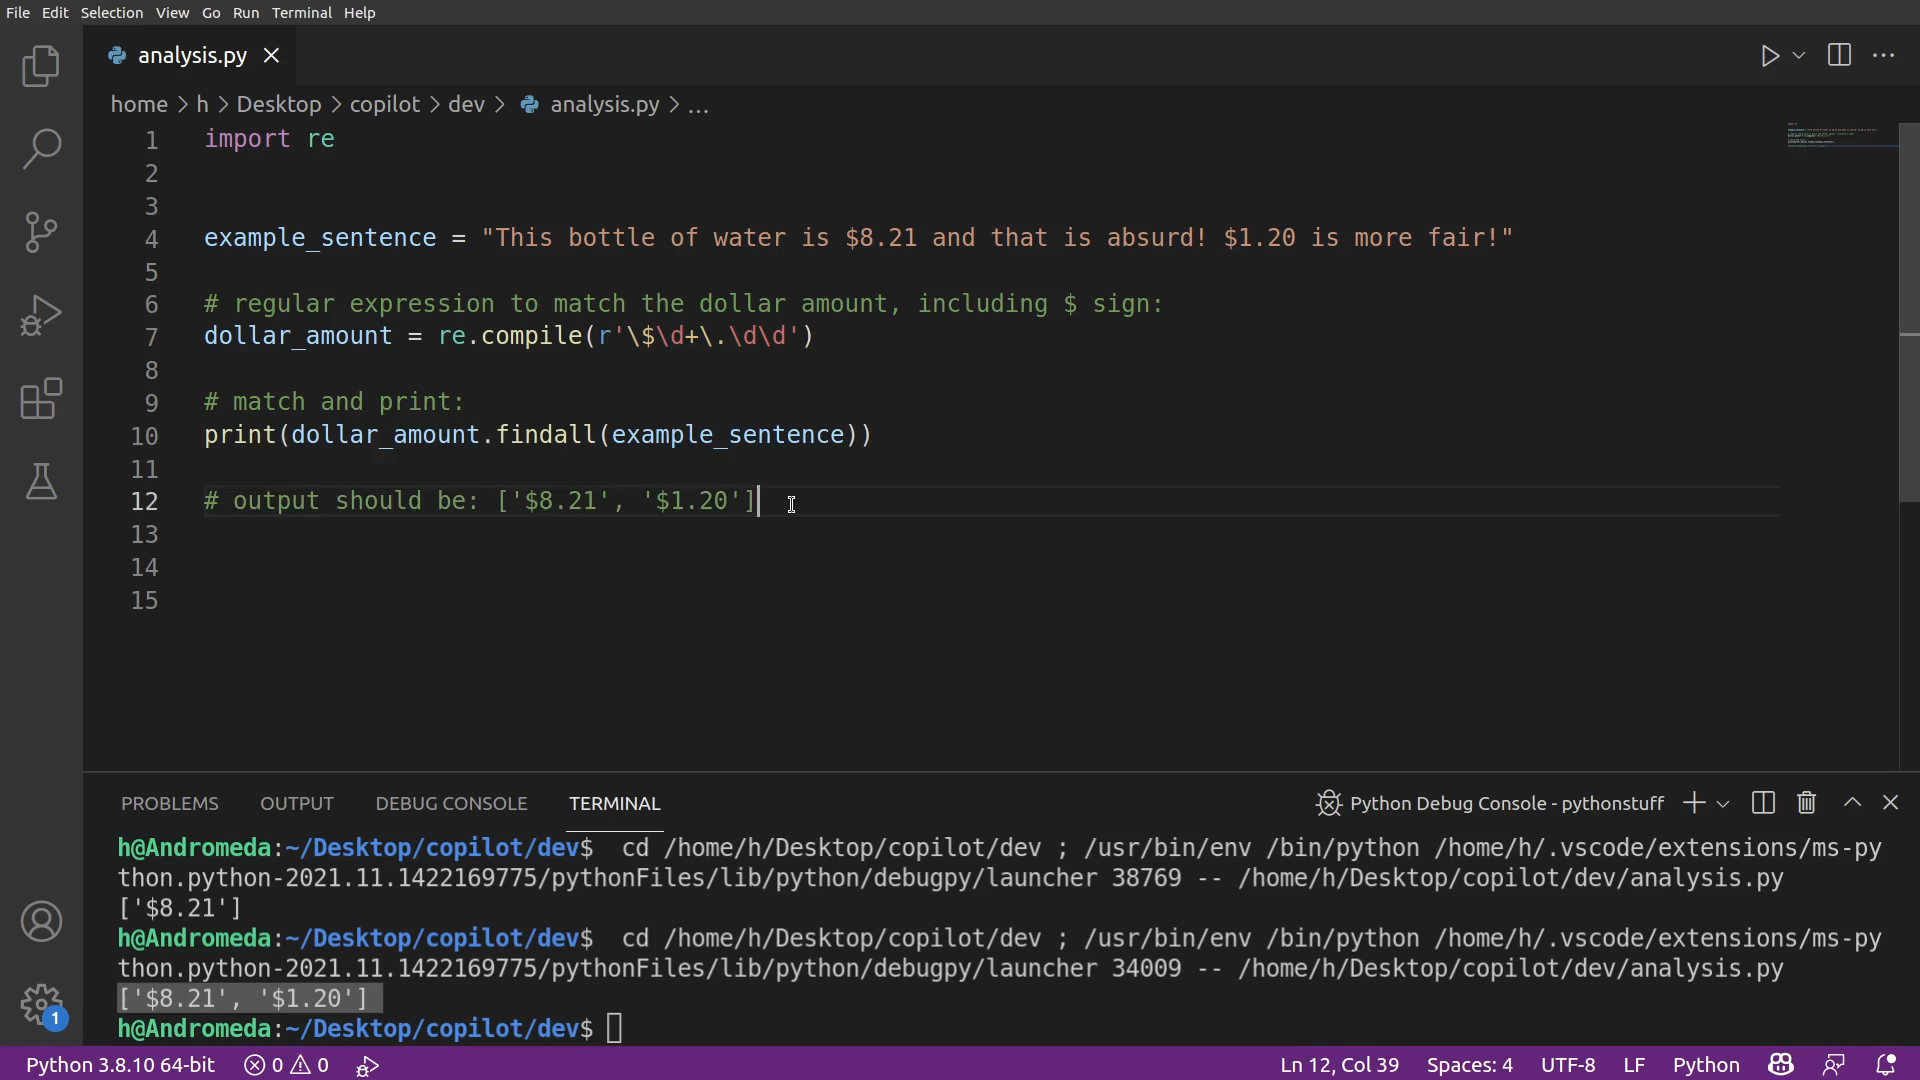 File Edit Selection View Go Run Terminal Help
analysis.py
home > h > Desktop > copilot > dev > analysis.py > ...
1 import re
2
3
4 example_sentence = "This bottle of water is $8.21 and that is absurd! $1.20 is more fair!"
5
6 # regular expression to match the dollar amount, including $ sign:
7 dollar_amount = re.compile(r'\$\d+\.\d\d')
8
9 # match and print:
10 print(dollar_amount.findall(example_sentence))
11
12 # output should be: ['$8.21', '$1.20']
13
14
15
PROBLEMS OUTPUT DEBUG CONSOLE TERMINAL Python Debug Console - pythonstuff
h@Andromeda:~/Desktop/copilot/dev$  cd /home/h/Desktop/copilot/dev ; /usr/bin/env /bin/python /home/h/.vscode/extensions/ms-py
thon.python-2021.11.1422169775/pythonFiles/lib/python/debugpy/launcher 38769 -- /home/h/Desktop/copilot/dev/analysis.py
['$8.21']
h@Andromeda:~/Desktop/copilot/dev$  cd /home/h/Desktop/copilot/dev ; /usr/bin/env /bin/python /home/h/.vscode/extensions/ms-py
thon.python-2021.11.1422169775/pythonFiles/lib/python/debugpy/launcher 34009 -- /home/h/Desktop/copilot/dev/analysis.py
['$8.21', '$1.20']
h@Andromeda:~/Desktop/copilot/dev$
1
Python 3.8.10 64-bit 0 0 Ln 12, Col 39 Spaces: 4 UTF-8 LF Python